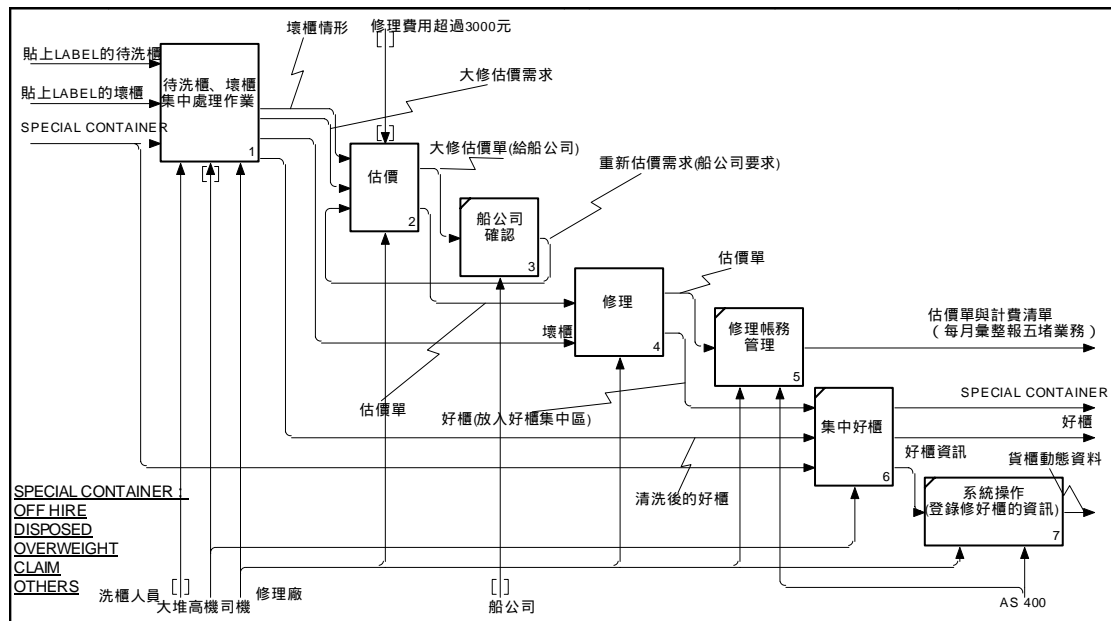 壞櫃情形
修理費用超過3000元
貼上LABEL的待洗櫃
待洗櫃、壞櫃
集中處理作業
1
大修估價需求
貼上LABEL的壞櫃
SPECIAL CONTAINER
大修估價單(給船公司)
重新估價需求(船公司要求)
估價
2
船公司
確認
3
估價單
修理
4
壞櫃
修理帳務
管理
5
估價單與計費清單
（每月彙整報五堵業務）
估價單
好櫃(放入好櫃集中區)
集中好櫃
6
SPECIAL CONTAINER
好櫃
好櫃資訊
貨櫃動態資料
清洗後的好櫃
系統操作
(登錄修好櫃的資訊)
7
SPECIAL CONTAINER :
OFF HIRE
DISPOSED
OVERWEIGHT
CLAIM
OTHERS
洗櫃人員
大堆高機司機
修理廠
船公司
AS 400